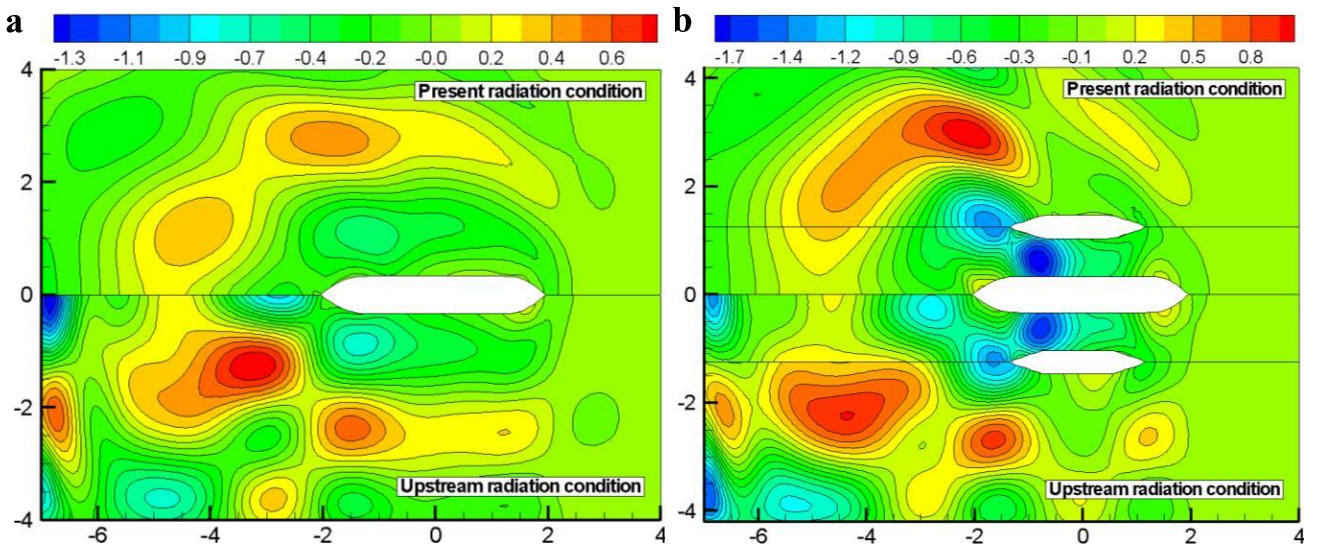 a
-1.3 -1.1 -0.9 -0.7 -0.4 -0.2 -0.0 0.2 0.4 0.6
4
2
0
-2
-4
Present radiation condition
Upstream radiation condition
-6 -4 -2 0 2 4
b
-1.7 -1.4 -1.2 -0.9 -0.6 -0.3 -0.1 0.2 0.5 0.8
4
2
0
-2
-4
Present radiation condition
Upstream radiation condition
-6 -4 -2 0 2 4